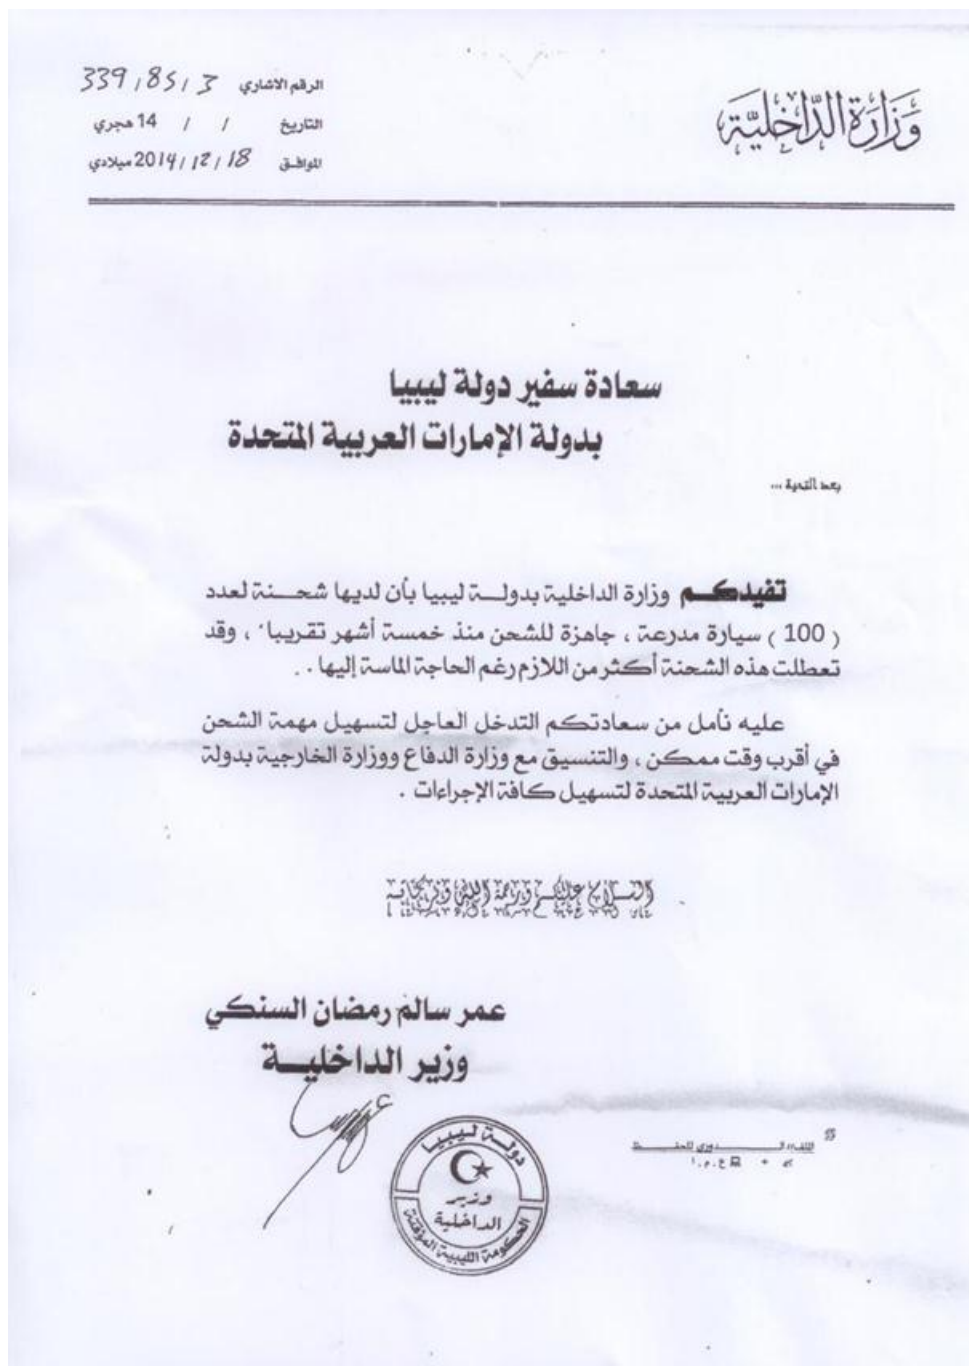 وزارة الداخلية
الرقم الاشاري 3 / 85 / 339
التاريخ / / 14 هجري
الموافق 18 / 12 / 2014 ميلادي
سعادة سفير دولة ليبيا
بدولة الإمارات العربية المتحدة
بعد التحية ...
تفيدكم وزارة الداخلية بدولة ليبيا بأن لديها شحنة لعدد
( 100 ) سيارة مدرعة ، جاهزة للشحن منذ خمسة أشهر تقريبا ، وقد
تعطلت هذه الشحنة أكثر من اللازم رغم الحاجة الماسة إليها . .
عليه نأمل من سعادتكم التدخل العاجل لتسهيل مهمة الشحن
في أقرب وقت ممكن ، والتنسيق مع وزارة الدفاع ووزارة الخارجية بدولة
الإمارات العربية المتحدة لتسهيل كافة الإجراءات .
السلام عليكم ورحمة الله وبركاته
عمر سالم رمضان السنكي
وزير الداخلية
دولة ليبيا
وزير
الداخلية
الحكومة الليبية المؤقتة
ع.م.ا